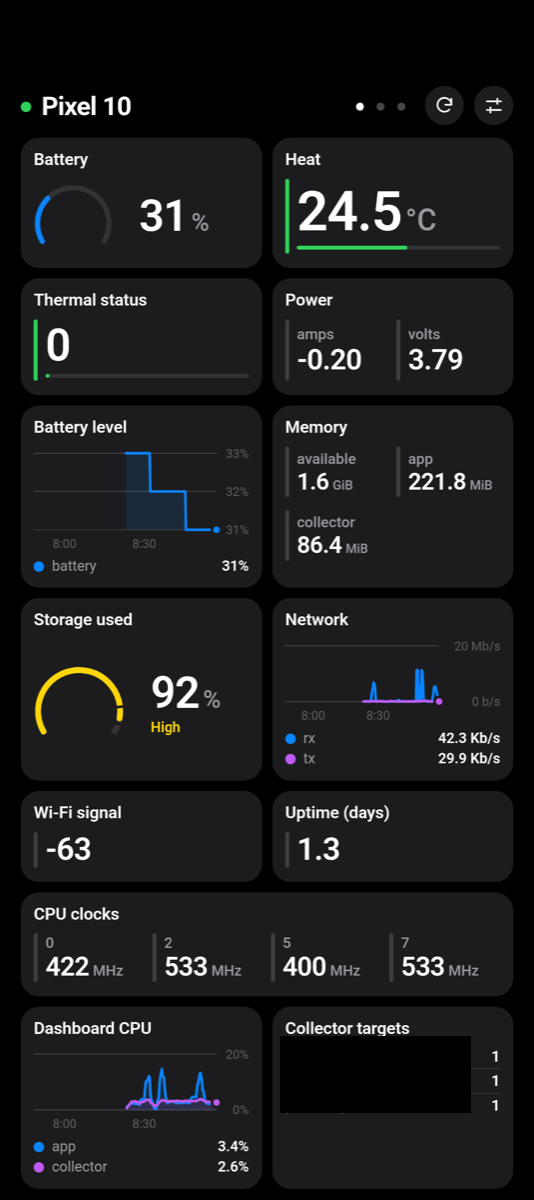 Pixel 10
Battery
31 %
Heat
24.5 °C
Thermal status
0
Power
amps
-0.20
volts
3.79
Battery level
33%
32%
31%
8:00 8:30
battery 31%
Memory
available
1.6 GiB
app
221.8 MiB
collector
86.4 MiB
Storage used
92 %
High
Network
20 Mb/s
0 b/s
8:00 8:30
rx 42.3 Kb/s
tx 29.9 Kb/s
Wi-Fi signal
-63
Uptime (days)
1.3
CPU clocks
0
422 MHz
2
533 MHz
5
400 MHz
7
533 MHz
Dashboard CPU
20%
0%
8:00 8:30
app 3.4%
collector 2.6%
Collector targets
1
1
1